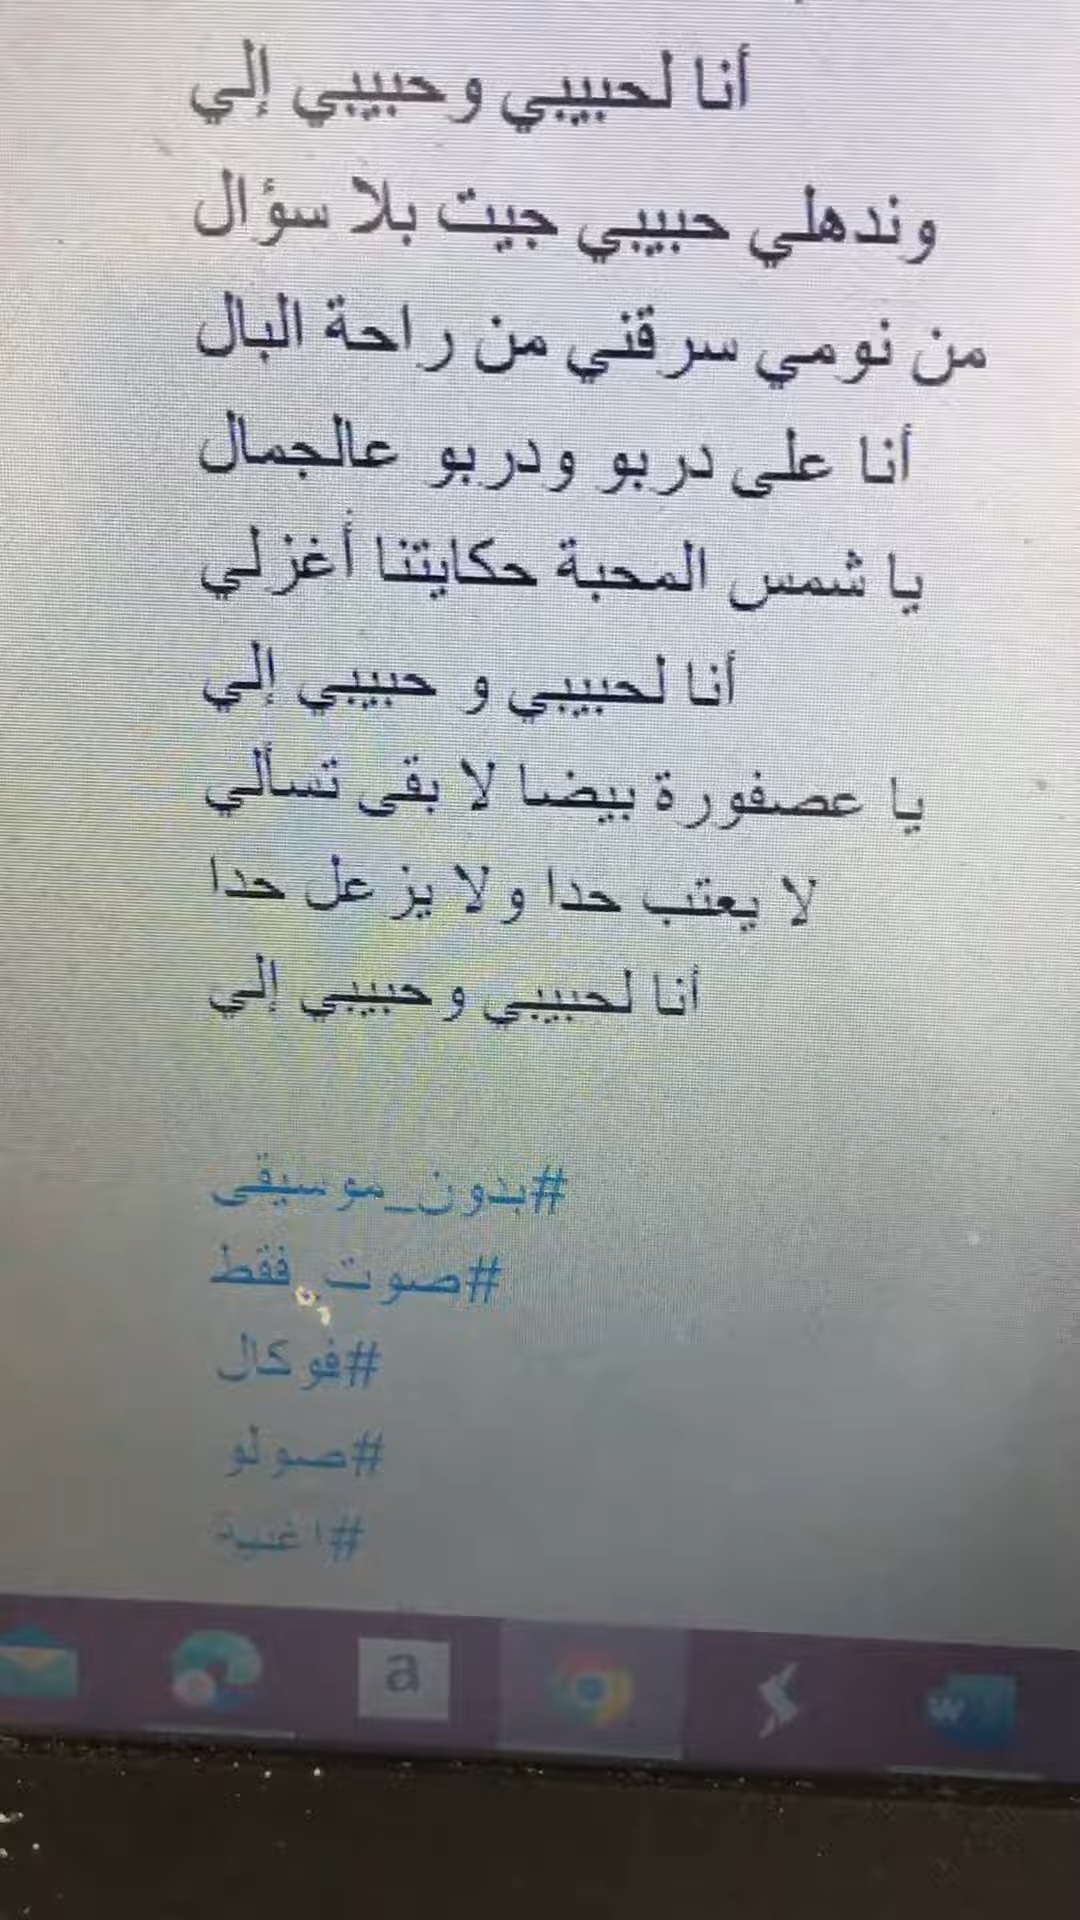 أنا لحبيبي وحبيبي إلي
وندهلي حبيبي جيت بلا سؤال
من نومي سرقني من راحة البال
أنا على دربو ودربو عالجمال
يا شمس المحبة حكايتنا أغزلي
أنا لحبيبي و حبيبي إلي
يا عصفورة بيضا لا بقى تسألي
لا يعتب حدا ولا يزعل حدا
أنا لحبيبي وحبيبي إلي
#بدون_موسيقى
#صوت_فقط
#فوكال
#صولو
#اغنية
a
W